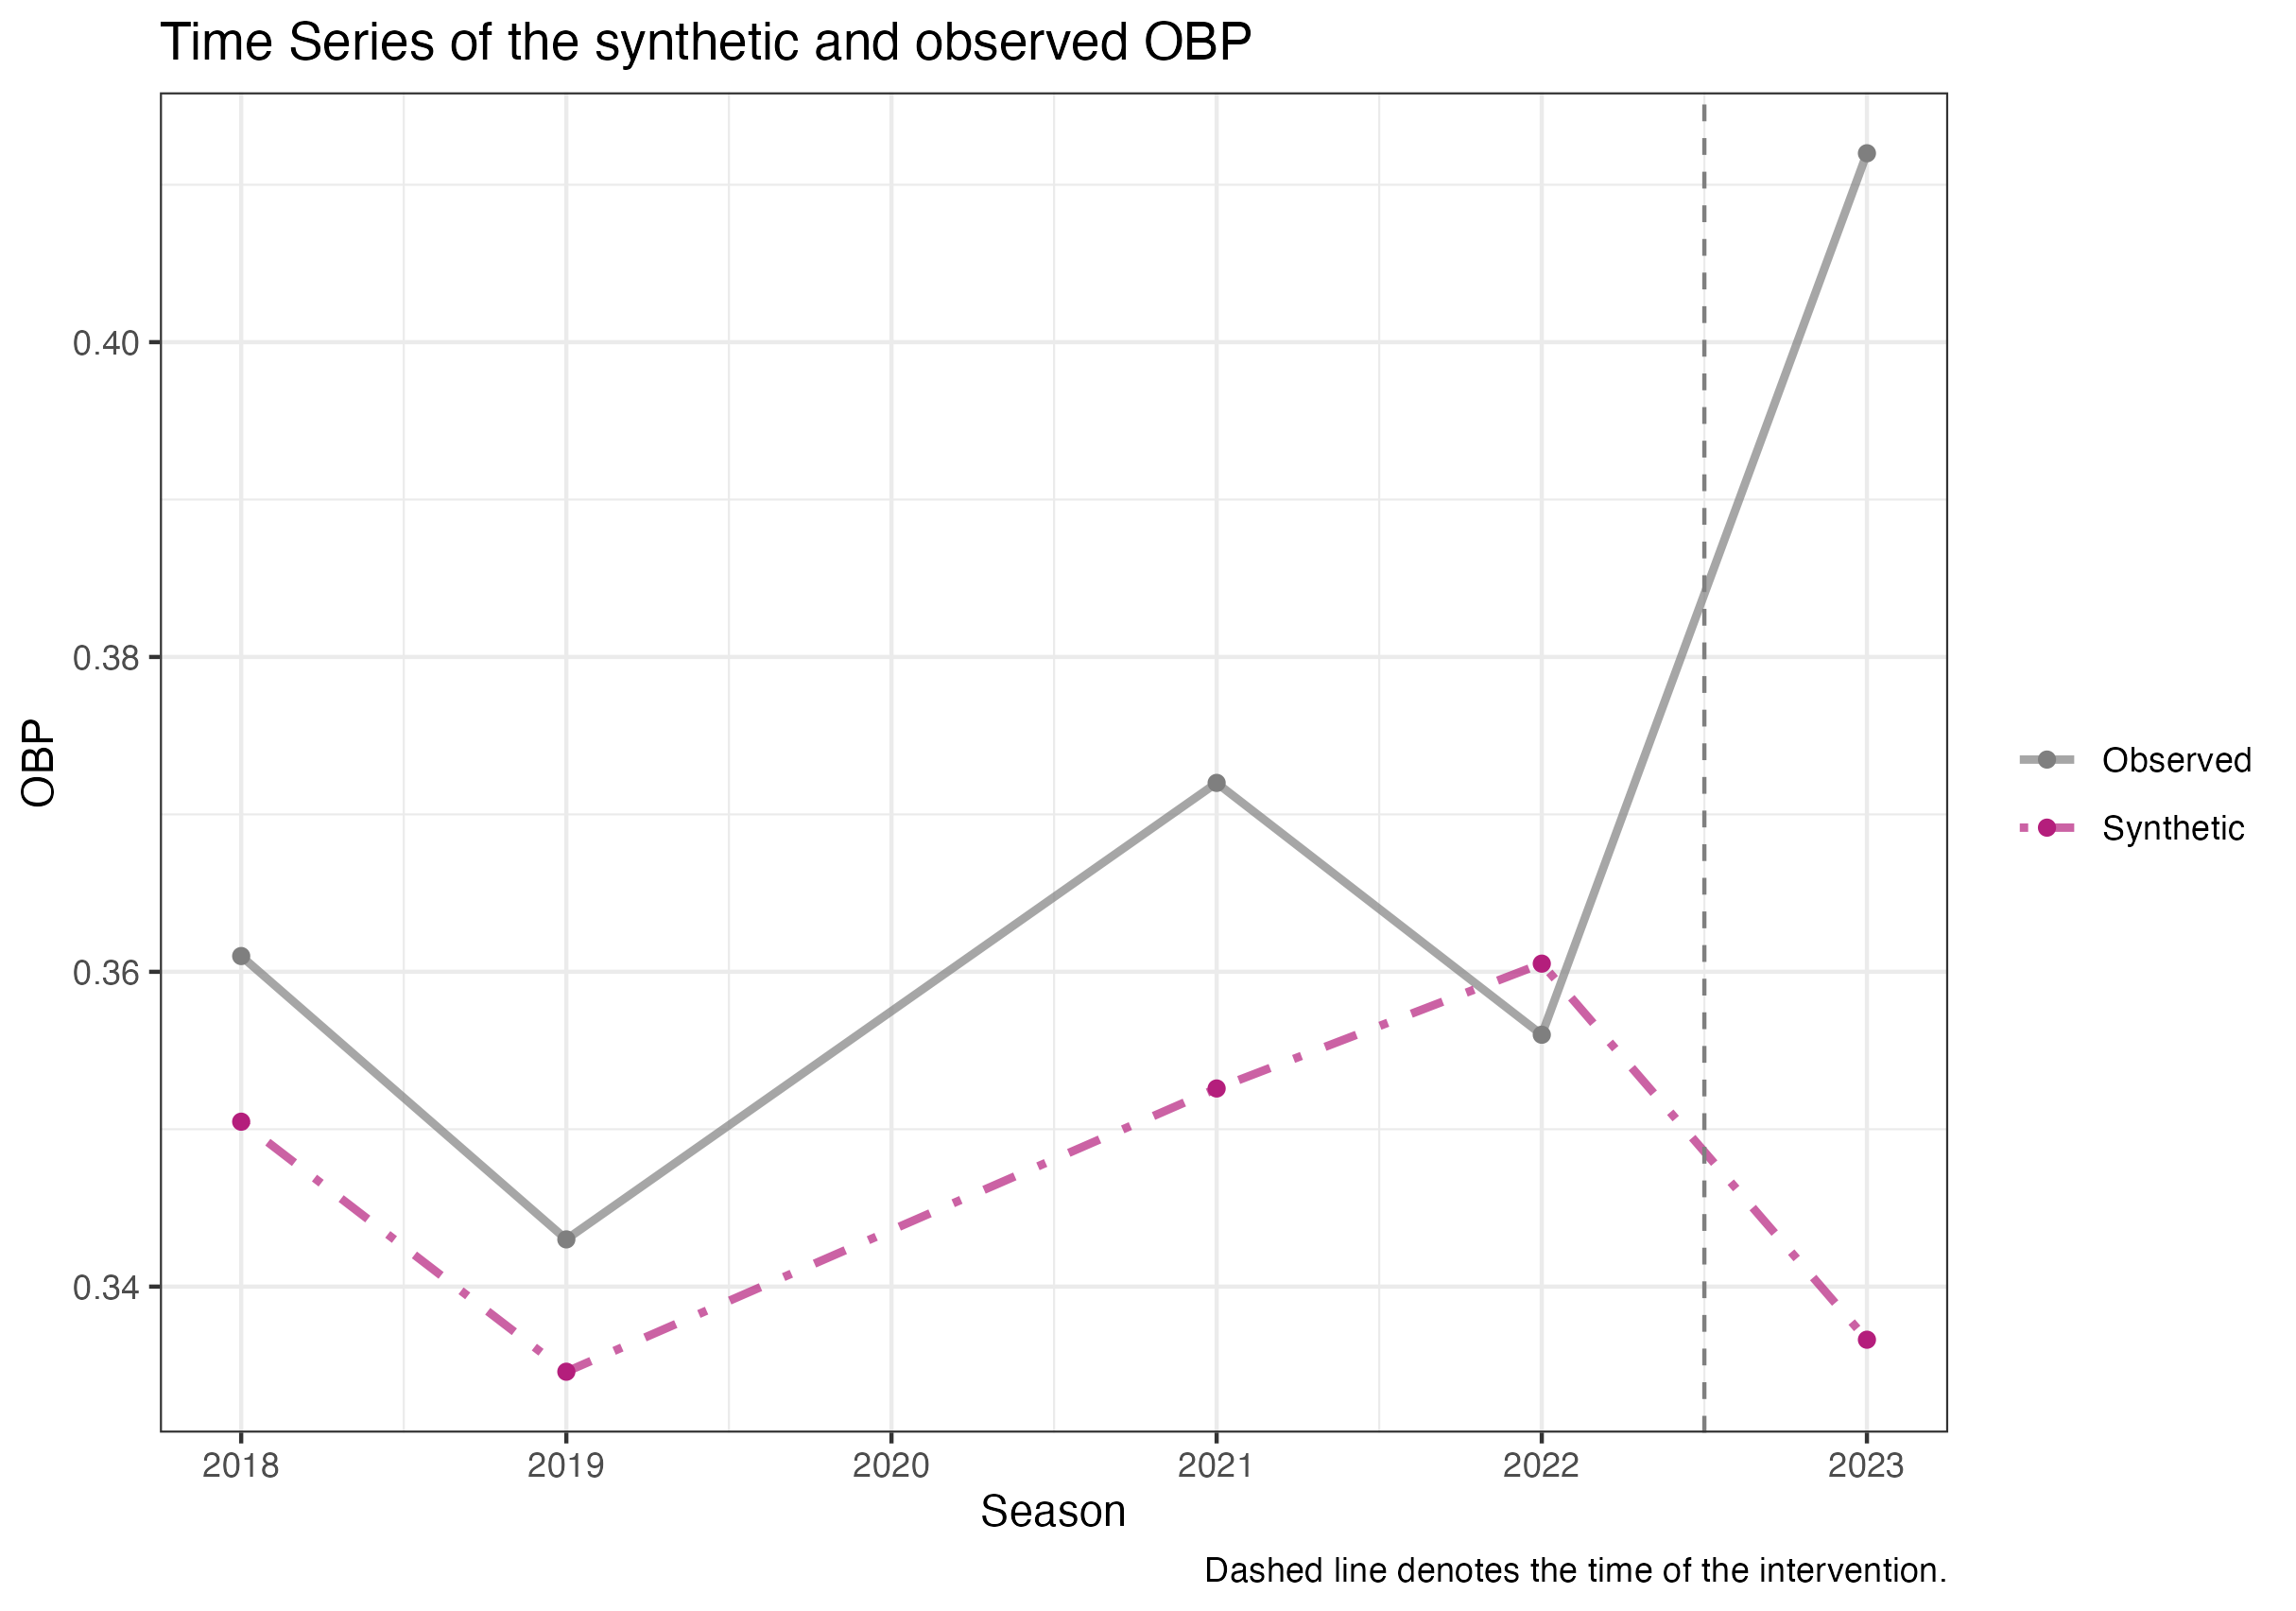 Time Series of the synthetic and observed OBP
OBP
0.40
0.38
0.36
0.34
2018 2019 2020 2021 2022 2023
Season
Observed
Synthetic
Dashed line denotes the time of the intervention.